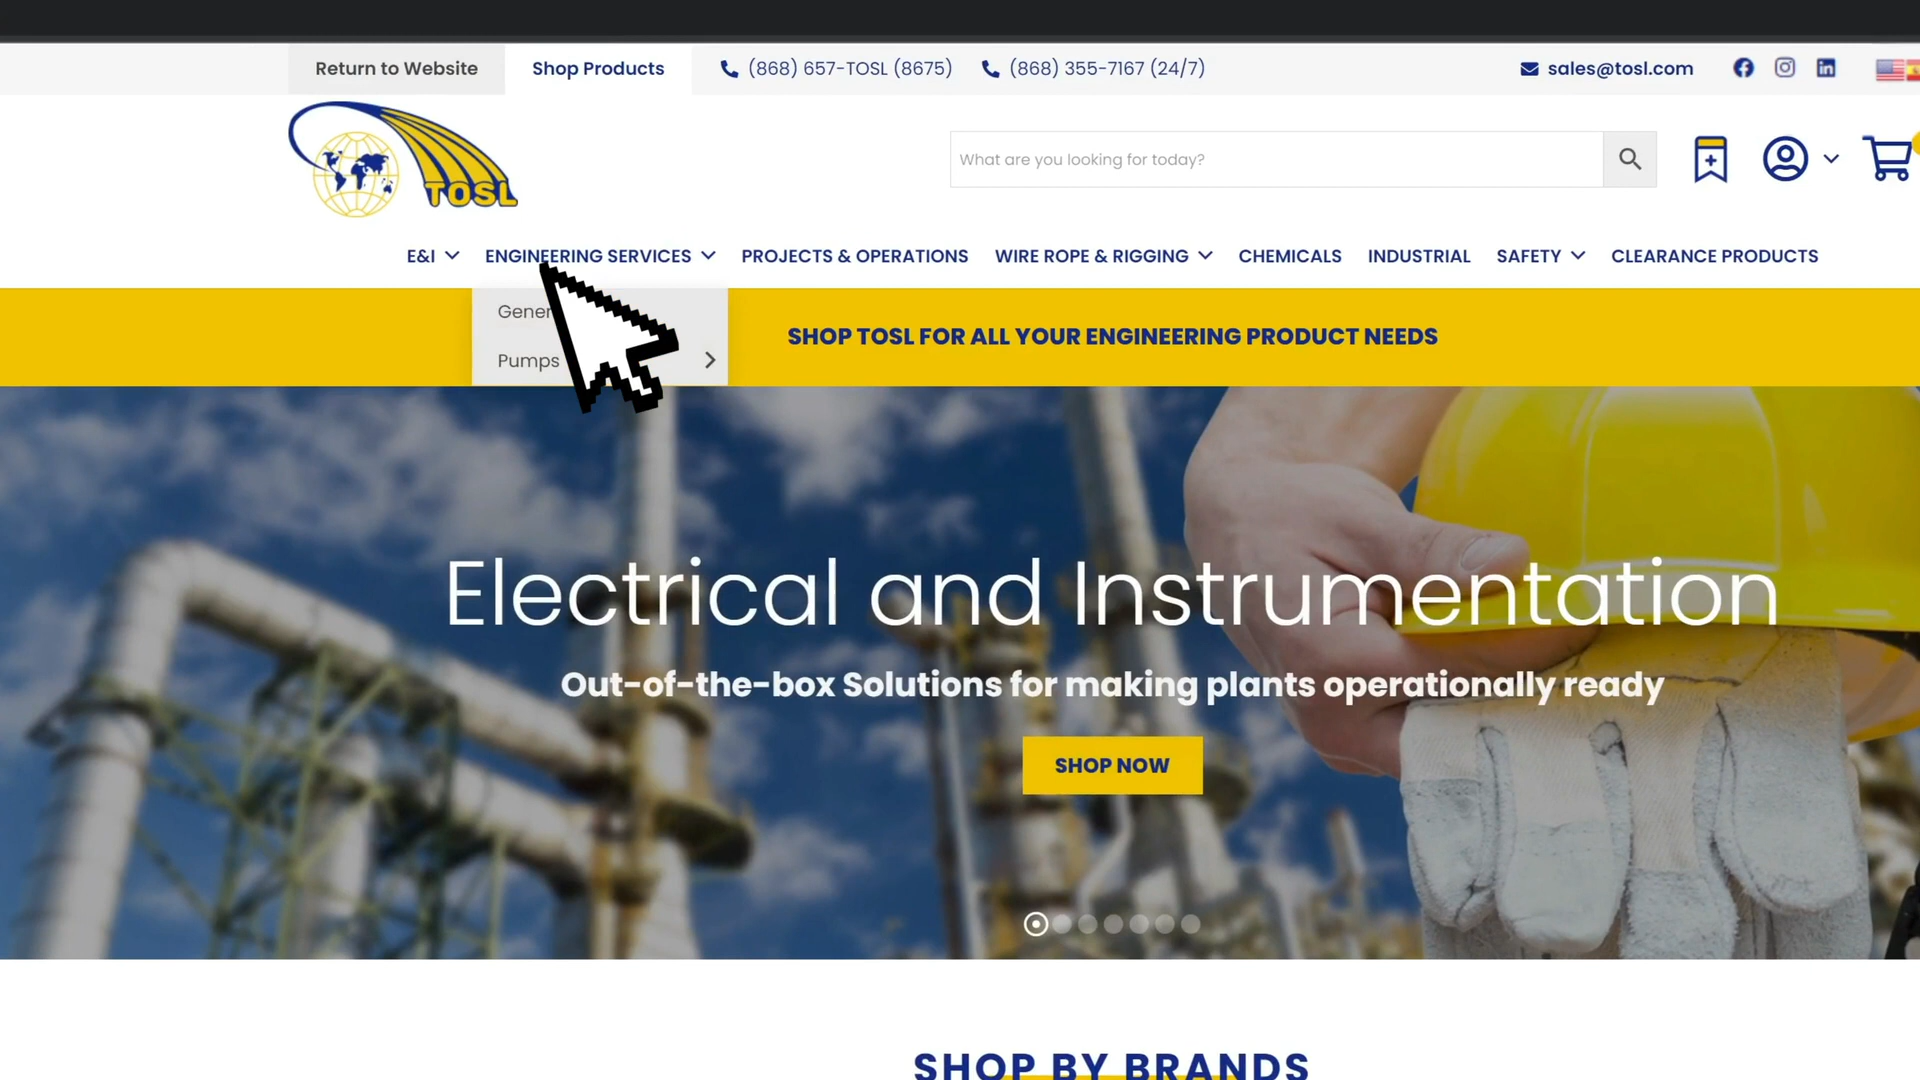 Return to Website
Shop Products
(868) 657-TOSL (8675)
(868) 355-7167 (24/7)
sales@tosl.com
TOSL
What are you looking for today?
E&I
ENGINEERING SERVICES
PROJECTS & OPERATIONS
WIRE ROPE & RIGGING
CHEMICALS
INDUSTRIAL
SAFETY
CLEARANCE PRODUCTS
Pumps
SHOP TOSL FOR ALL YOUR ENGINEERING PRODUCT NEEDS
Electrical and Instrumentation
Out-of-the-box Solutions for making plants operationally ready
SHOP NOW
SHOP BY BRANDS